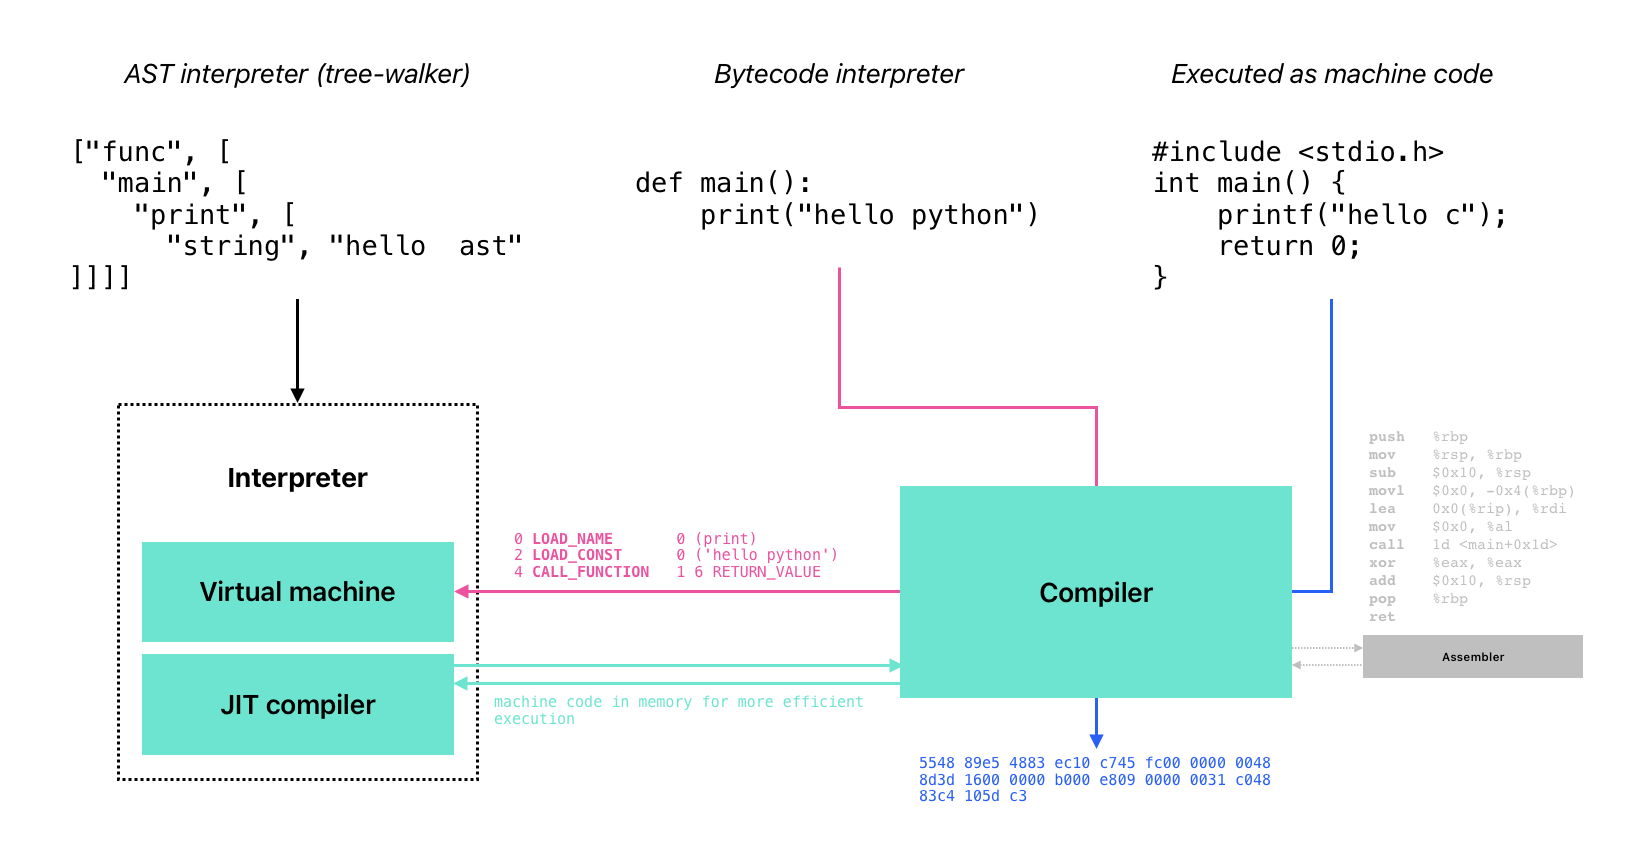 AST interpreter (tree-walker)
["func", [
"main", [
"print", [
"string", "hello  ast"
]]]]
Bytecode interpreter
def main():
    print("hello python")
Executed as machine code
#include <stdio.h>
int main() {
    printf("hello c");
    return 0;
}
Interpreter
Virtual machine
JIT compiler
0 LOAD_NAME       0 (print)
2 LOAD_CONST      0 ('hello python')
4 CALL_FUNCTION   1 6 RETURN_VALUE
machine code in memory for more efficient
execution
Compiler
push   %rbp
mov    %rsp, %rbp
sub    $0x10, %rsp
movl   $0x0, -0x4(%rbp)
lea    0x0(%rip), %rdi
mov    $0x0, %al
call   1d <main+0x1d>
xor    %eax, %eax
add    $0x10, %rsp
pop    %rbp
ret
Assembler
5548 89e5 4883 ec10 c745 fc00 0000 0048
8d3d 1600 0000 b000 e809 0000 0031 c048
83c4 105d c3